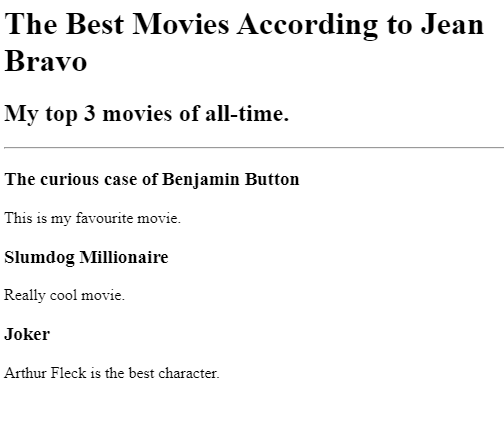 The Best Movies According to Jean
Bravo
My top 3 movies of all-time.
The curious case of Benjamin Button
This is my favourite movie.
Slumdog Millionaire
Really cool movie.
Joker
Arthur Fleck is the best character.